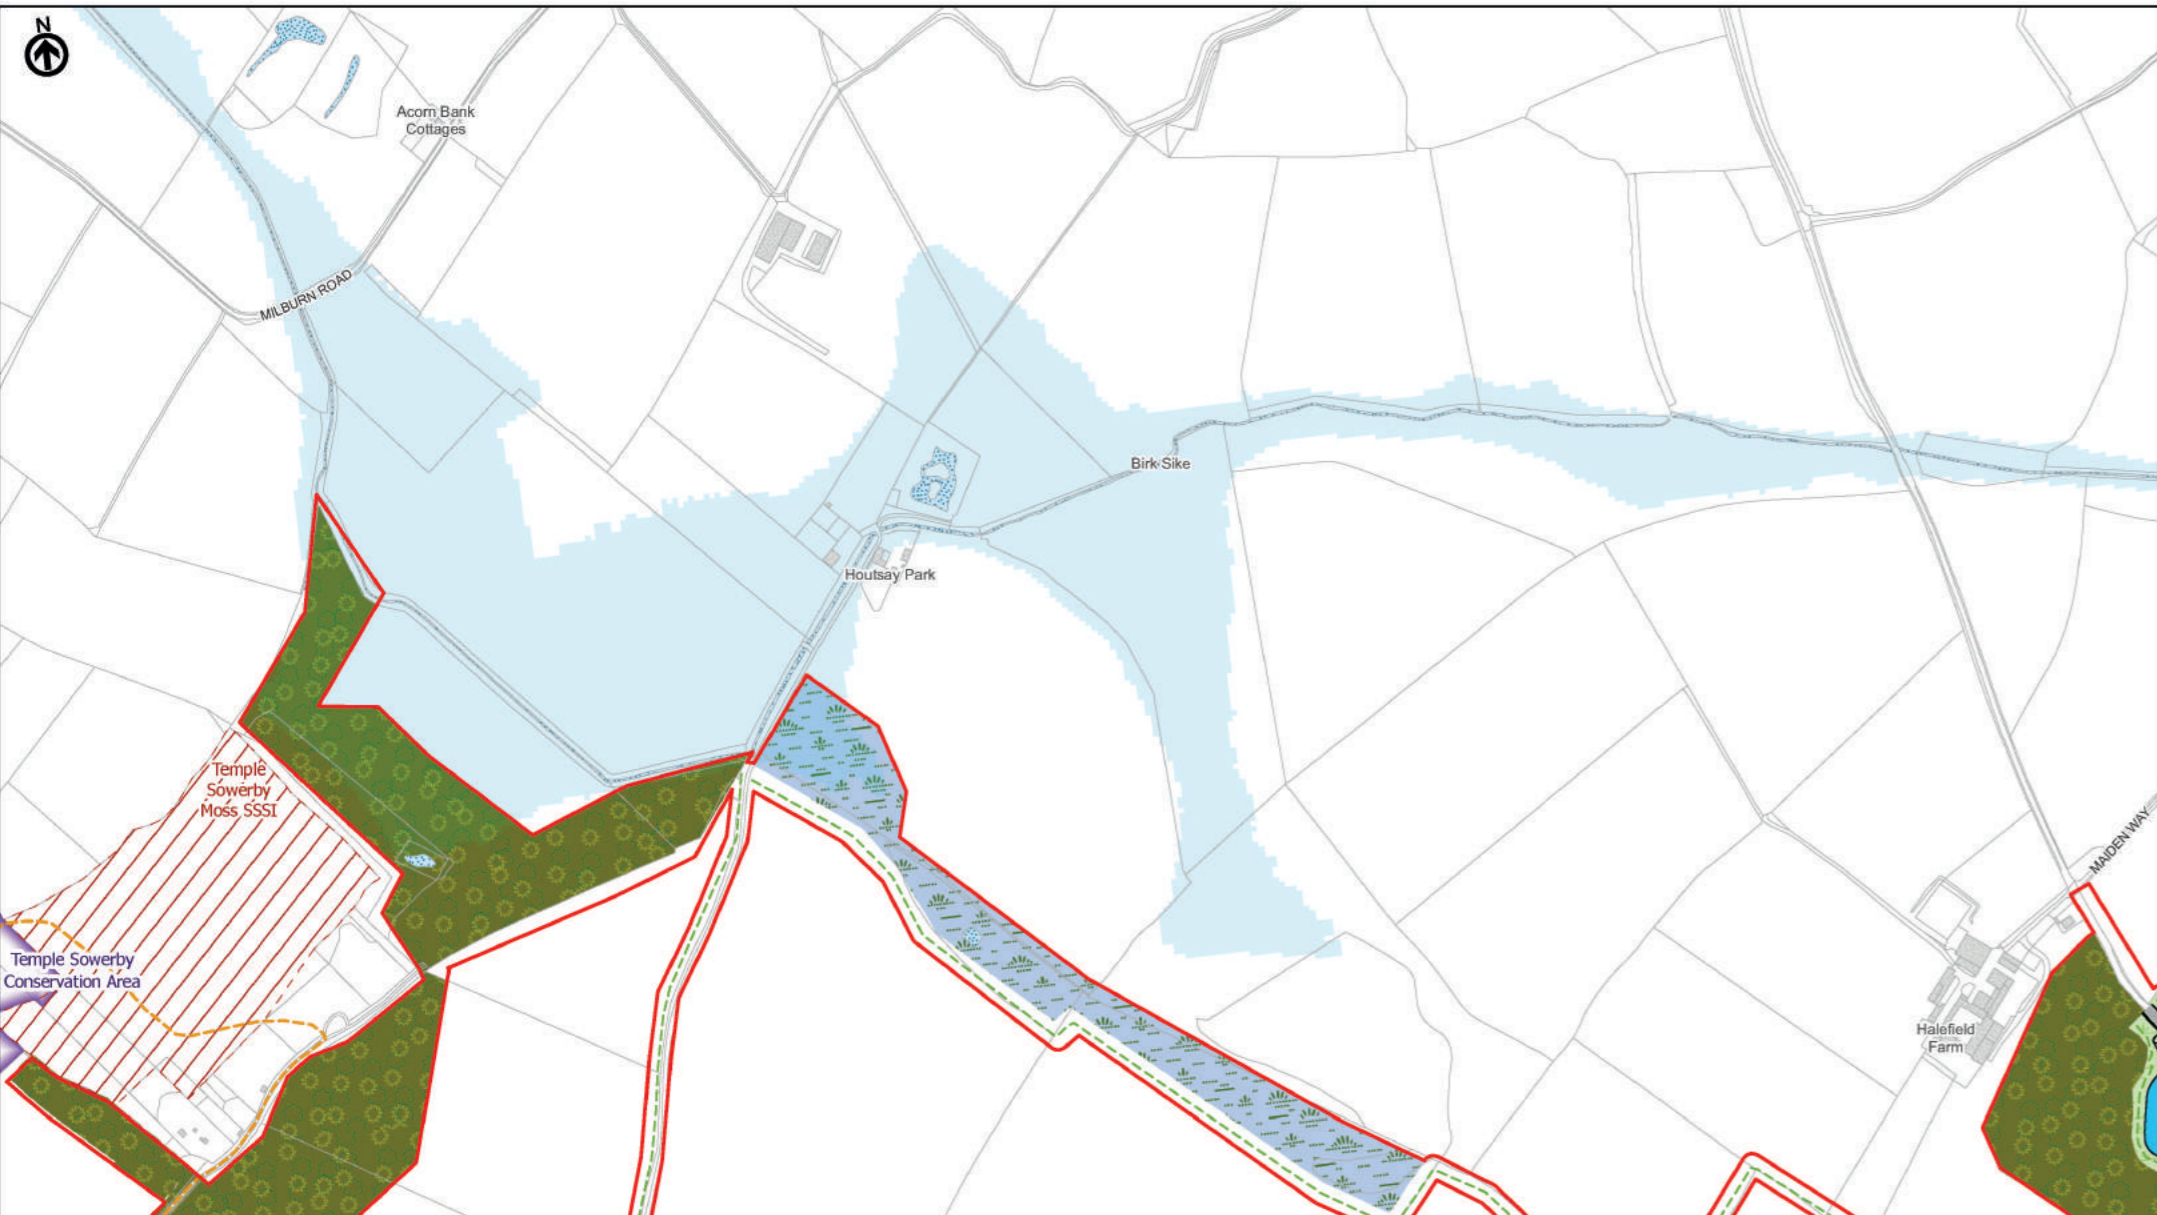 N
Acorn Bank
Cottages
MILBURN ROAD
Birk Sike
Houtsay Park
Temple
Sowerby
Moss SSSI
MAIDEN WAY
Temple Sowerby
Conservation Area
Halefield
Farm